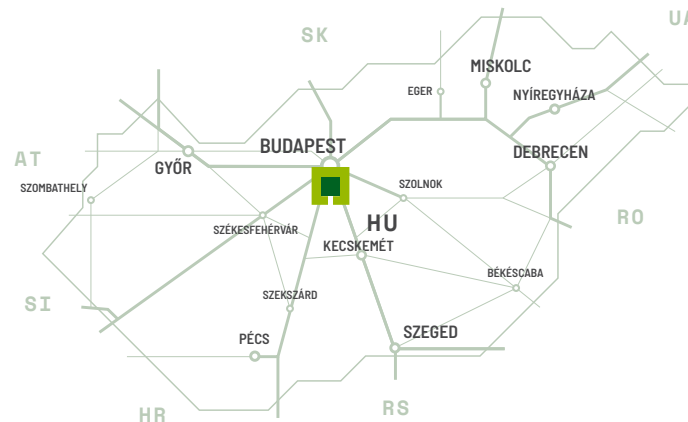 UA
SK
MISKOLC
EGER
NYÍREGYHÁZA
BUDAPEST
DEBRECEN
AT
GYŐR
SZOMBATHELY
SZOLNOK
RO
HU
SZÉKESFEHÉRVÁR
KECSKEMÉT
BÉKÉSCABA
SZEKSZÁRD
SI
SZEGED
PÉCS
RS
HR